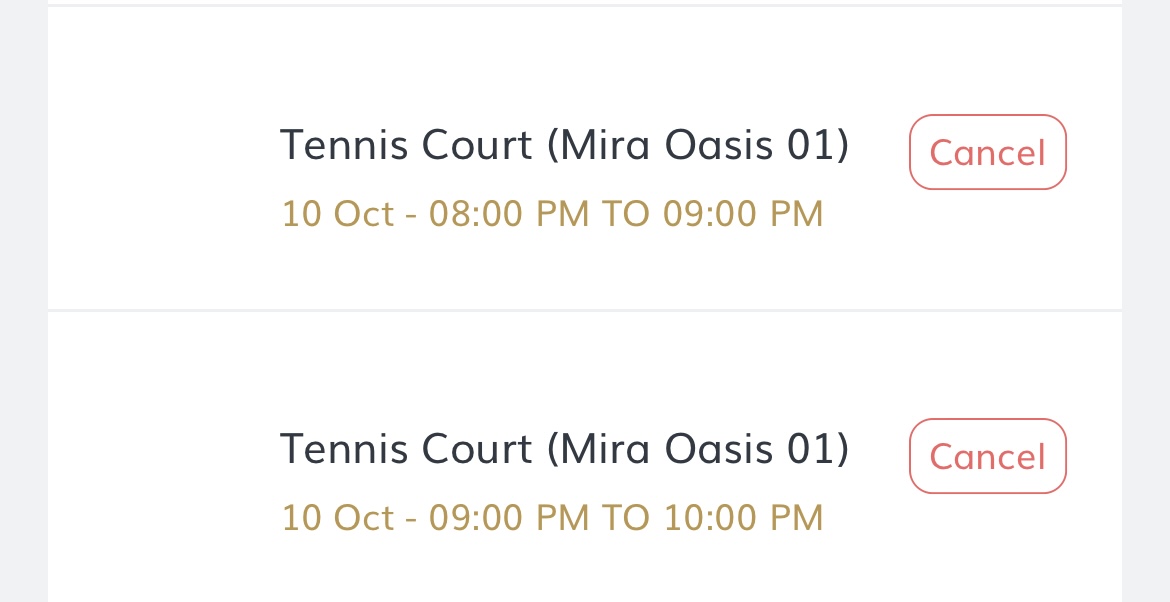 Tennis Court (Mira Oasis 01)
Cancel
10 Oct - 08:00 PM TO 09:00 PM
Tennis Court (Mira Oasis 01)
Cancel
10 Oct - 09:00 PM TO 10:00 PM